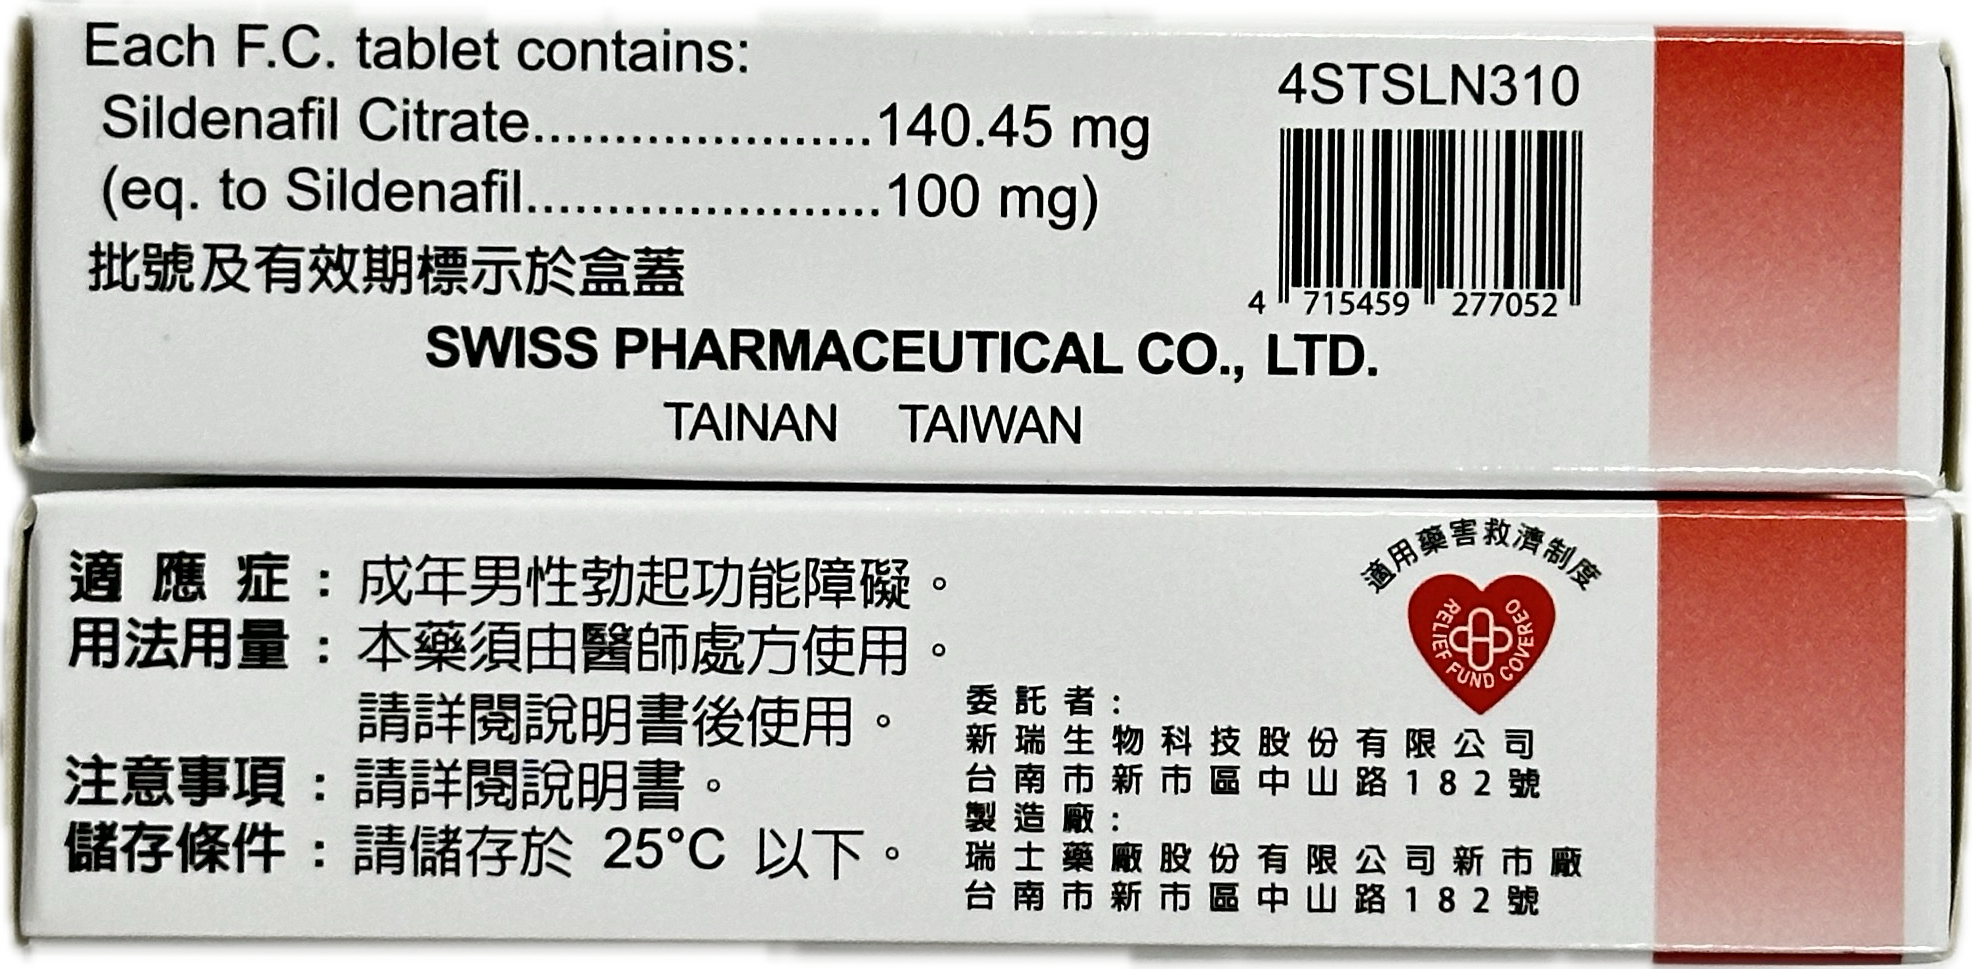 Each F.C. tablet contains:
Sildenafil Citrate.....................140.45 mg
(eq. to Sildenafil......................100 mg)
批號及有效期標示於盒蓋
4STSLN310
4 715459 277052
SWISS PHARMACEUTICAL CO., LTD.
TAINAN TAIWAN
適應症：成年男性勃起功能障礙。
用法用量：本藥須由醫師處方使用。
請詳閱說明書後使用。
注意事項：請詳閱說明書。
儲存條件：請儲存於 25°C 以下。
適用藥害救濟制度
RELIEF FUND COVEREO
委託者：
新瑞生物科技股份有限公司
台南市新市區中山路182號
製造廠：
瑞士藥廠股份有限公司新市廠
台南市新市區中山路182號